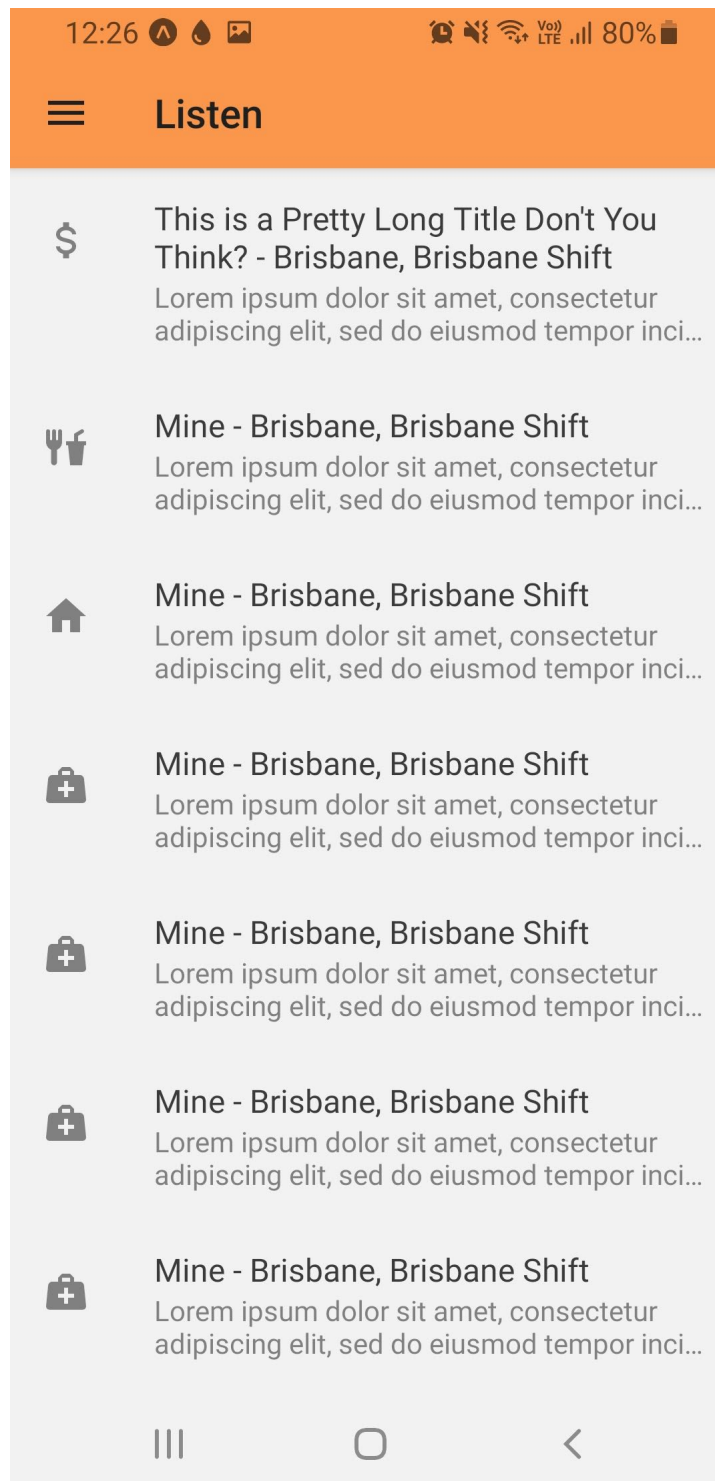 12:26 Vo)) LTE 80%
Listen
This is a Pretty Long Title Don't You
Think? - Brisbane, Brisbane Shift
Lorem ipsum dolor sit amet, consectetur
adipiscing elit, sed do eiusmod tempor inci...
Mine - Brisbane, Brisbane Shift
Lorem ipsum dolor sit amet, consectetur
adipiscing elit, sed do eiusmod tempor inci...
Mine - Brisbane, Brisbane Shift
Lorem ipsum dolor sit amet, consectetur
adipiscing elit, sed do eiusmod tempor inci...
Mine - Brisbane, Brisbane Shift
Lorem ipsum dolor sit amet, consectetur
adipiscing elit, sed do eiusmod tempor inci...
Mine - Brisbane, Brisbane Shift
Lorem ipsum dolor sit amet, consectetur
adipiscing elit, sed do eiusmod tempor inci...
Mine - Brisbane, Brisbane Shift
Lorem ipsum dolor sit amet, consectetur
adipiscing elit, sed do eiusmod tempor inci...
Mine - Brisbane, Brisbane Shift
Lorem ipsum dolor sit amet, consectetur
adipiscing elit, sed do eiusmod tempor inci...